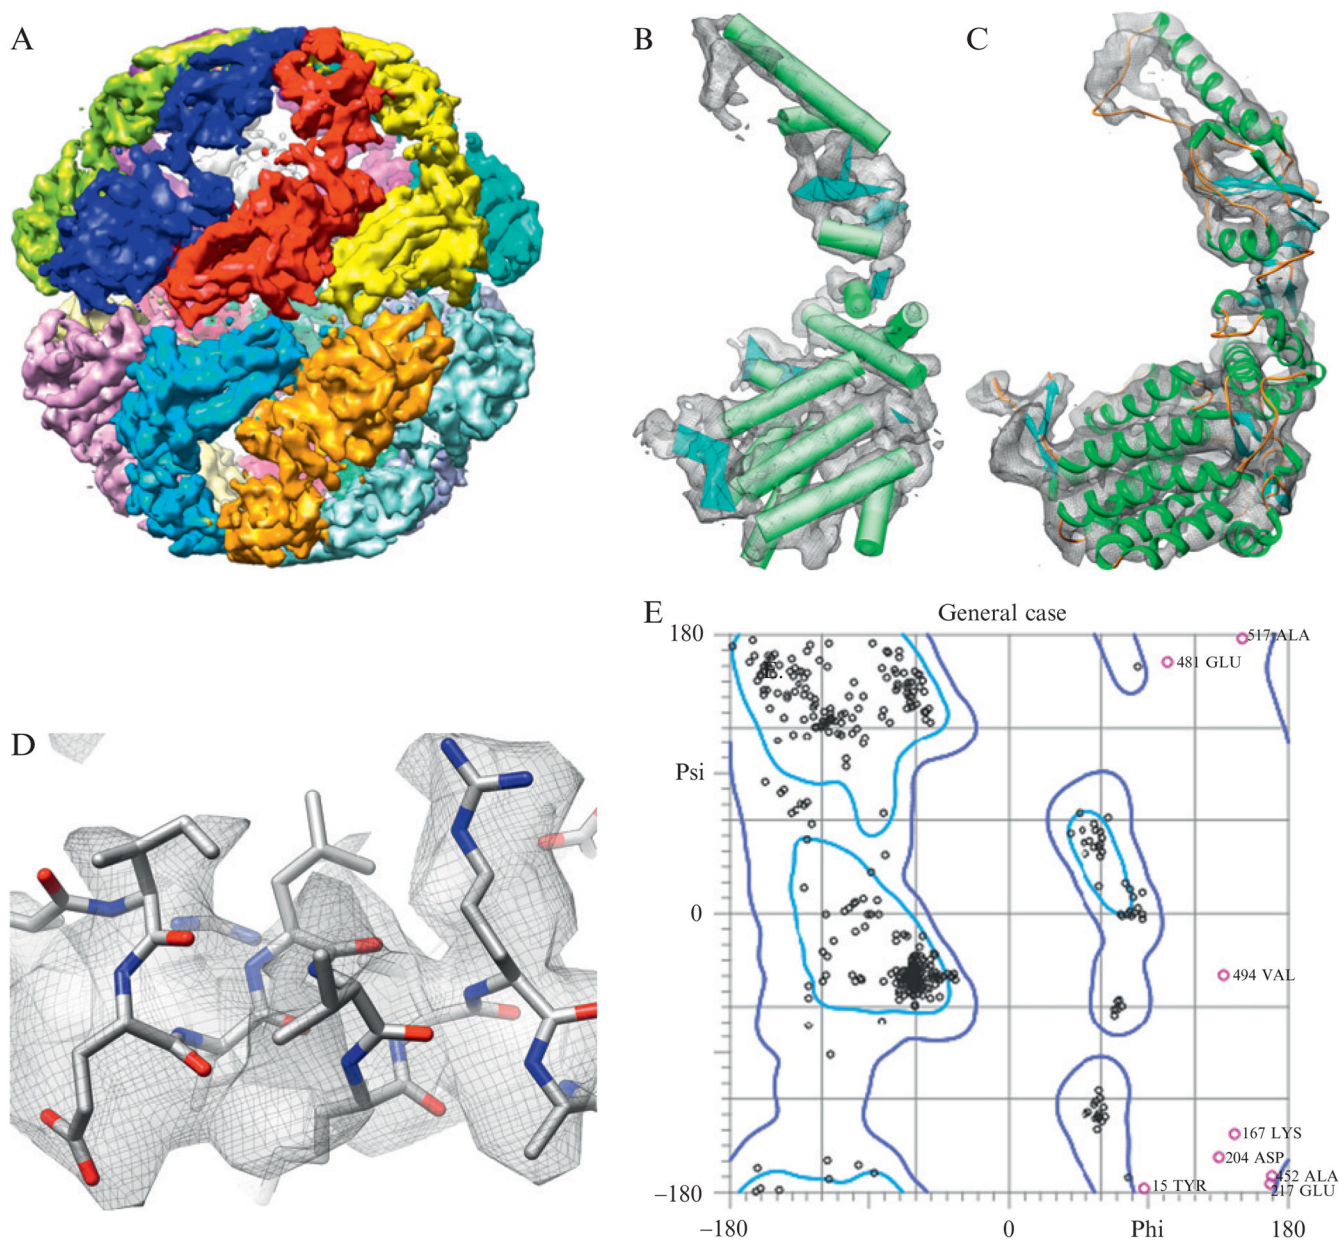 A
B
C
D
E
General case
180
517 ALA
481 GLU
E.
Psi
0
494 VAL
167 LYS
204 ASP
452 ALA
15 TYR
217 GLU
−180
−180
0
Phi
180